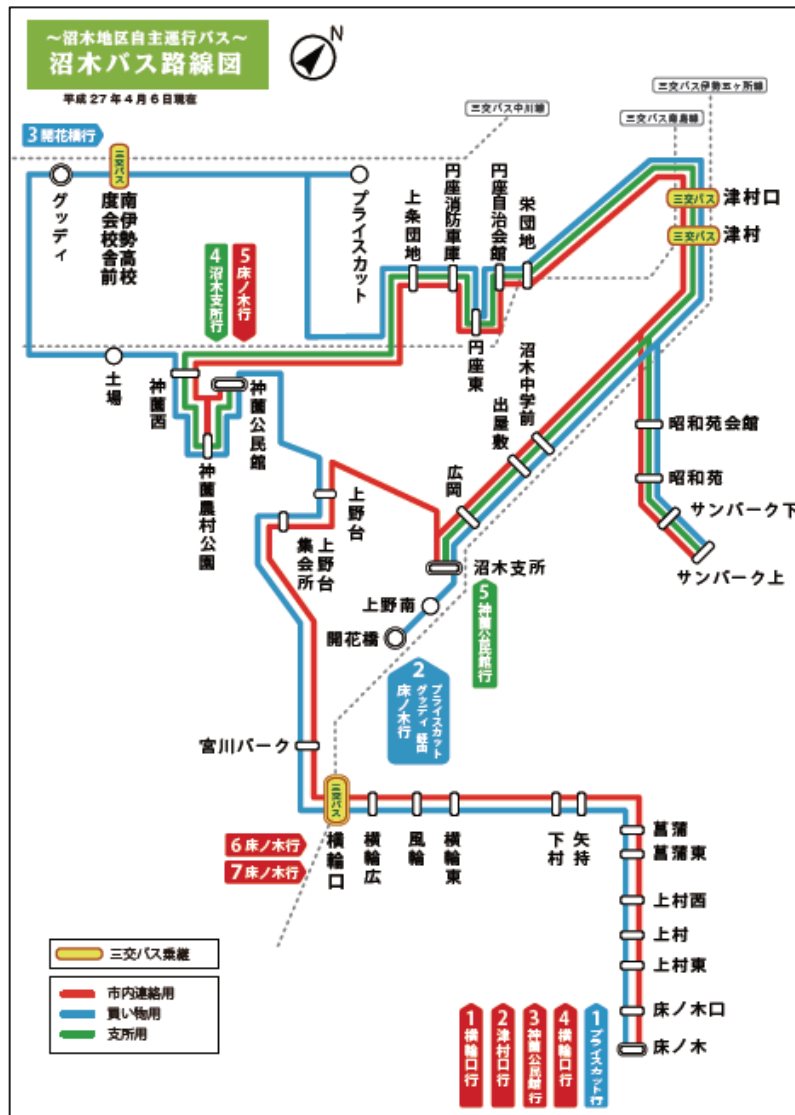 ～沼木地区自主運行バス～
沼木バス路線図
平成27年4月6日現在
N
三交バス伊勢五ヶ所線
三交バス中川線
三交バス南島線
3 開花橋行
三交バス
グッディ
南伊勢高校
度会校舎前
プライスカット
上条団地
円座消防車庫
円座自治会館
栄団地
円座東
三交バス
津村口
三交バス
津村
4 沼木支所行
5 床ノ木行
土場
神薗西
神薗公民館
神薗農村公園
上野台
上野台
集会所
沼木中学前
出屋敷
広岡
沼木支所
上野南
開花橋
昭和苑会館
昭和苑
サンパーク下
サンパーク上
5 神薗公民館行
2 プライスカット
グッディ 経由
床ノ木行
宮川パーク
三交バス
横輪口
6 床ノ木行
7 床ノ木行
横輪広
風輪
横輪東
下村
矢持
菖蒲
菖蒲東
上村西
上村
上村東
床ノ木口
床ノ木
1 横輪口行
2 津村口行
3 神薗公民館行
4 横輪口行
1 プライスカット行
三交バス乗継
市内連絡用
買い物用
支所用